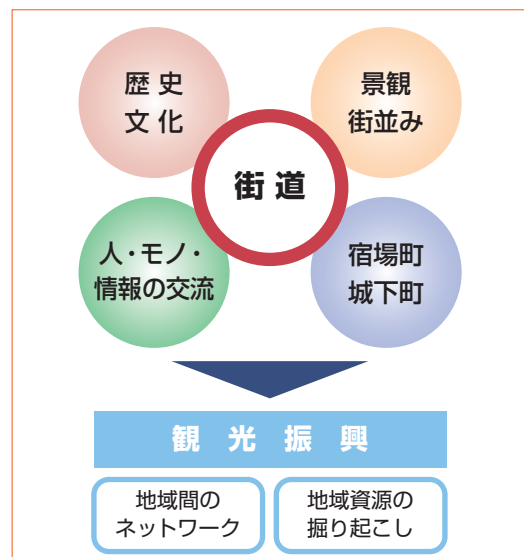 歴史
文化
景観
街並み
街道
人・モノ・
情報の交流
宿場町
城下町
観光振興
地域間の
ネットワーク
地域資源の
掘り起こし